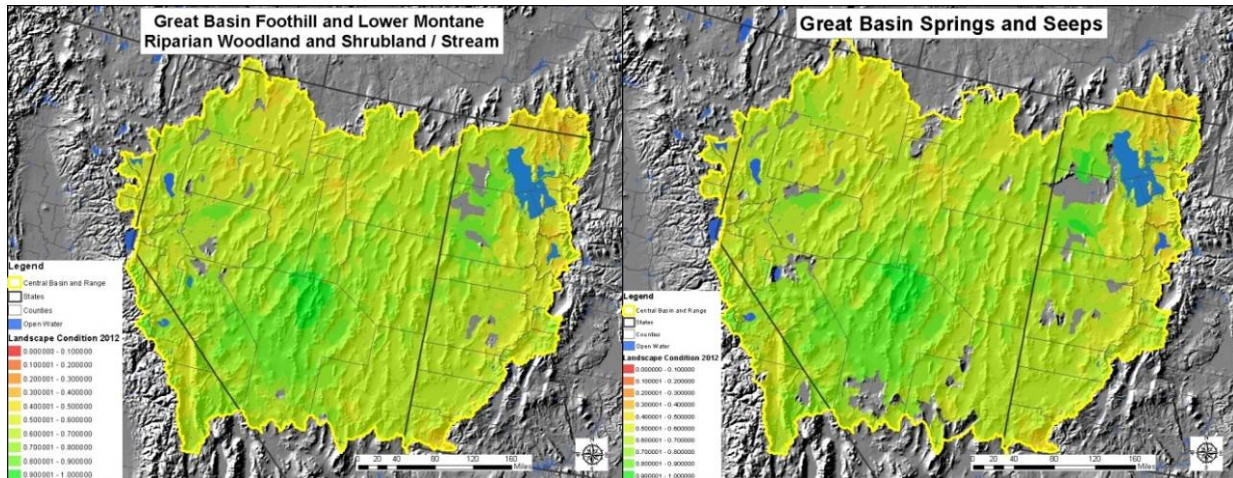 Great Basin Foothill and Lower Montane
Riparian Woodland and Shrubland / Stream
Legend
Central Basin and Range
States
Counties
Open Water
Landscape Condition 2012
0.000000 - 0.100000
0.100001 - 0.200000
0.200001 - 0.300000
0.300001 - 0.400000
0.400001 - 0.500000
0.500001 - 0.600000
0.600001 - 0.700000
0.700001 - 0.800000
0.800001 - 0.900000
0.900001 - 1.000000
0 20 40 80 120 160
Miles
Great Basin Springs and Seeps
Legend
Central Basin and Range
States
Counties
Open Water
Landscape Condition 2012
0.000000 - 0.100000
0.100001 - 0.200000
0.200001 - 0.300000
0.300001 - 0.400000
0.400001 - 0.500000
0.500001 - 0.600000
0.600001 - 0.700000
0.700001 - 0.800000
0.800001 - 0.900000
0.900001 - 1.000000
0 20 40 80 120 160
Miles